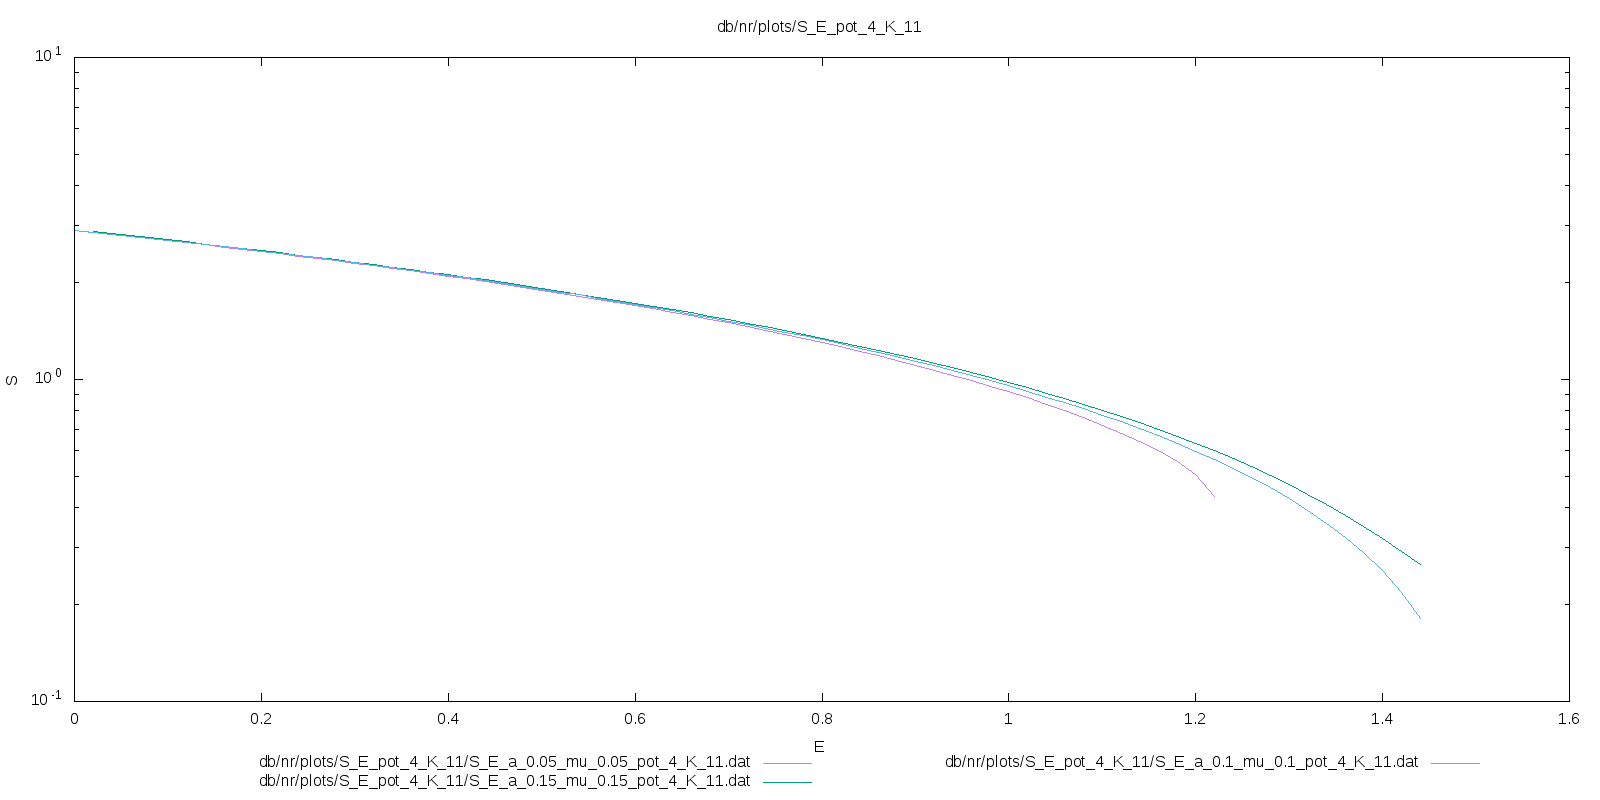 db/nr/plots/S_E_pot_4_K_11
10^1
10^0
10^-1
S
0 0.2 0.4 0.6 0.8 1 1.2 1.4 1.6
E
db/nr/plots/S_E_pot_4_K_11/S_E_a_0.05_mu_0.05_pot_4_K_11.dat db/nr/plots/S_E_pot_4_K_11/S_E_a_0.1_mu_0.1_pot_4_K_11.dat
db/nr/plots/S_E_pot_4_K_11/S_E_a_0.15_mu_0.15_pot_4_K_11.dat